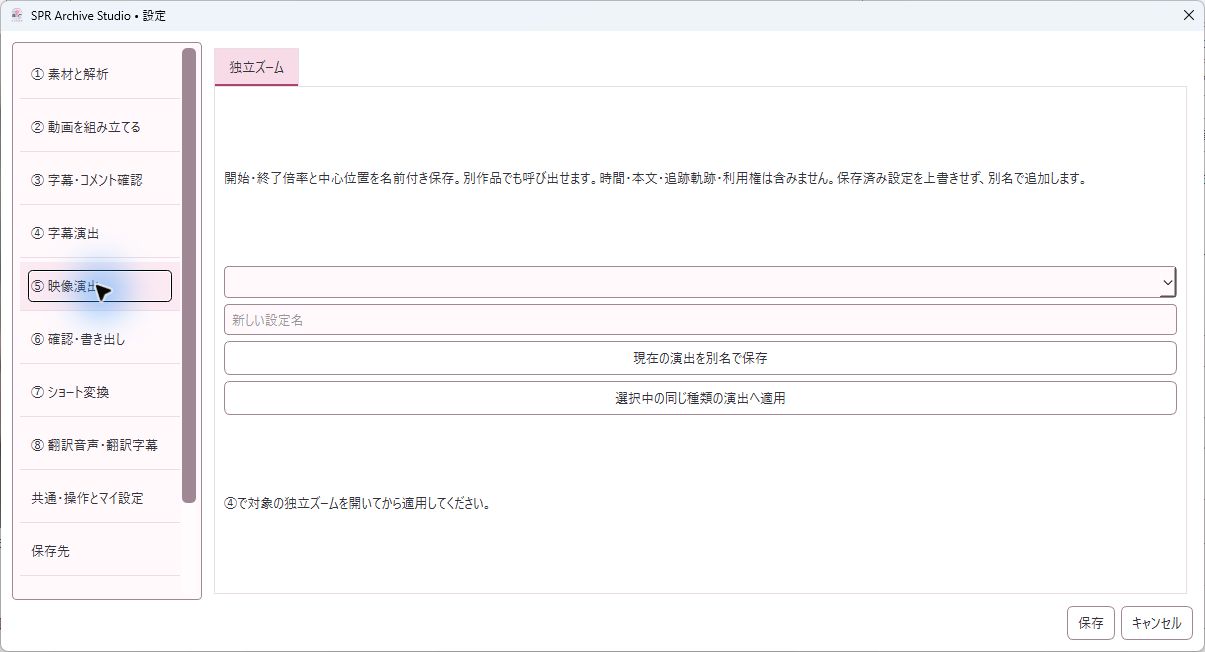 SPR Archive Studio • 設定
① 素材と解析
② 動画を組み立てる
③ 字幕・コメント確認
④ 字幕演出
⑤ 映像演出
⑥ 確認・書き出し
⑦ ショート変換
⑧ 翻訳音声・翻訳字幕
共通・操作とマイ設定
保存先
独立ズーム
開始・終了倍率と中心位置を名前付き保存。別作品でも呼び出せます。時間・本文・追跡軌跡・利用権は含みません。保存済み設定を上書きせず、別名で追加します。
新しい設定名
現在の演出を別名で保存
選択中の同じ種類の演出へ適用
④で対象の独立ズームを開いてから適用してください。
保存
キャンセル